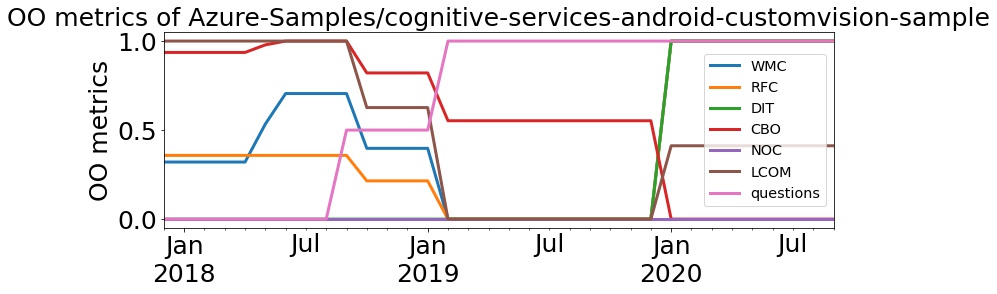 OO metrics of Azure-Samples/cognitive-services-android-customvision-sample
OO metrics
1.0
0.5
0.0
WMC
RFC
DIT
CBO
NOC
LCOM
questions
Jan
2018
Jul
Jan
2019
Jul
Jan
2020
Jul